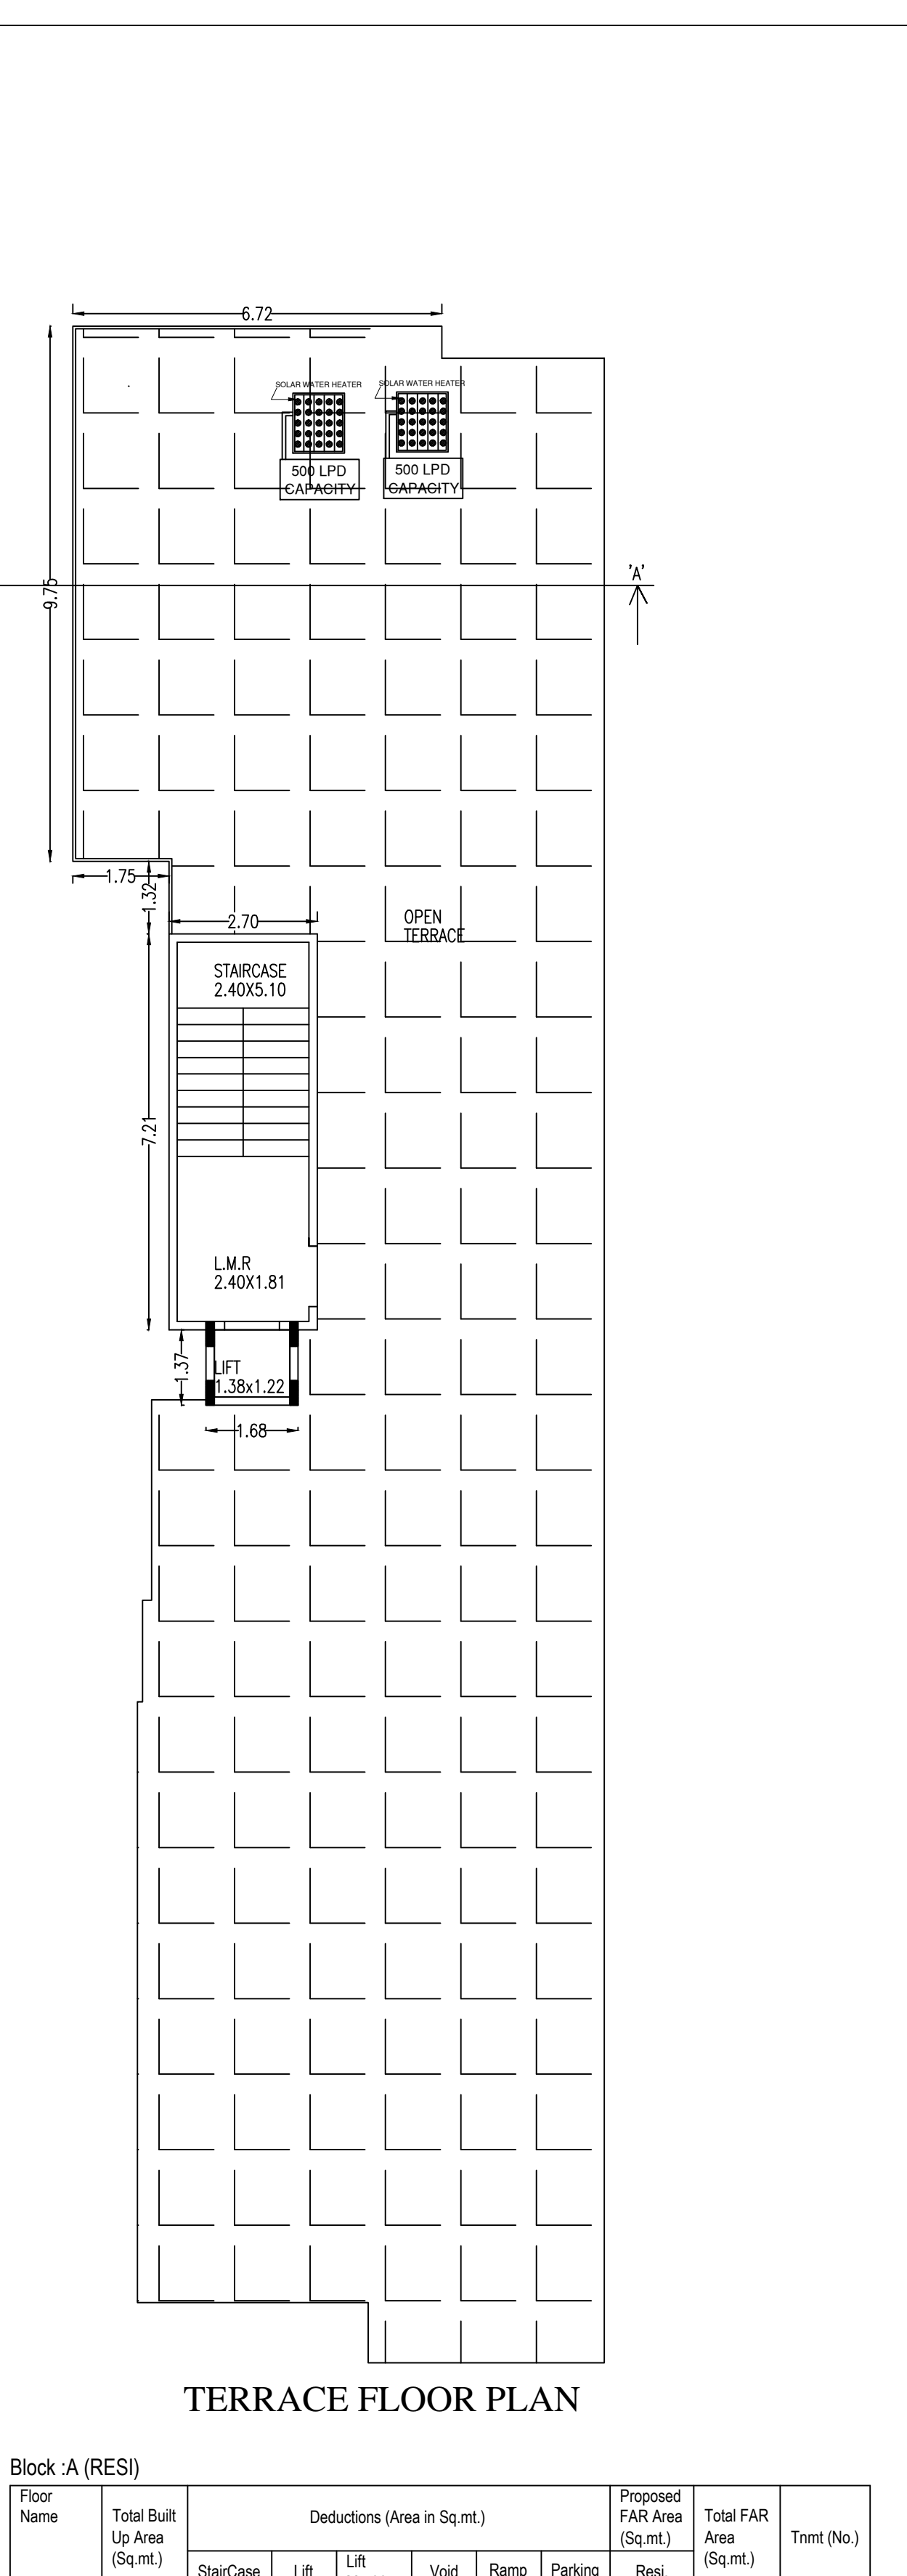 6.72
SOLAR WATER HEATER
SOLAR WATER HEATER
500 LPD
CAPACITY
500 LPD
CAPACITY
9.75
'A'
1.75
1.32
2.70
OPEN
TERRACE
STAIRCASE
2.40X5.10
7.21
L.M.R
2.40X1.81
1.37
LIFT
1.38x1.22
1.68
TERRACE FLOOR PLAN
Block :A (RESI)
Floor
Name
Total Built
Up Area
(Sq.mt.)
Deductions (Area in Sq.mt.)
Proposed
FAR Area
(Sq.mt.)
Total FAR
Area
(Sq.mt.)
Tnmt (No.)
StairCase
Lift
Lift
Void
Ramp
Parking
Resi.